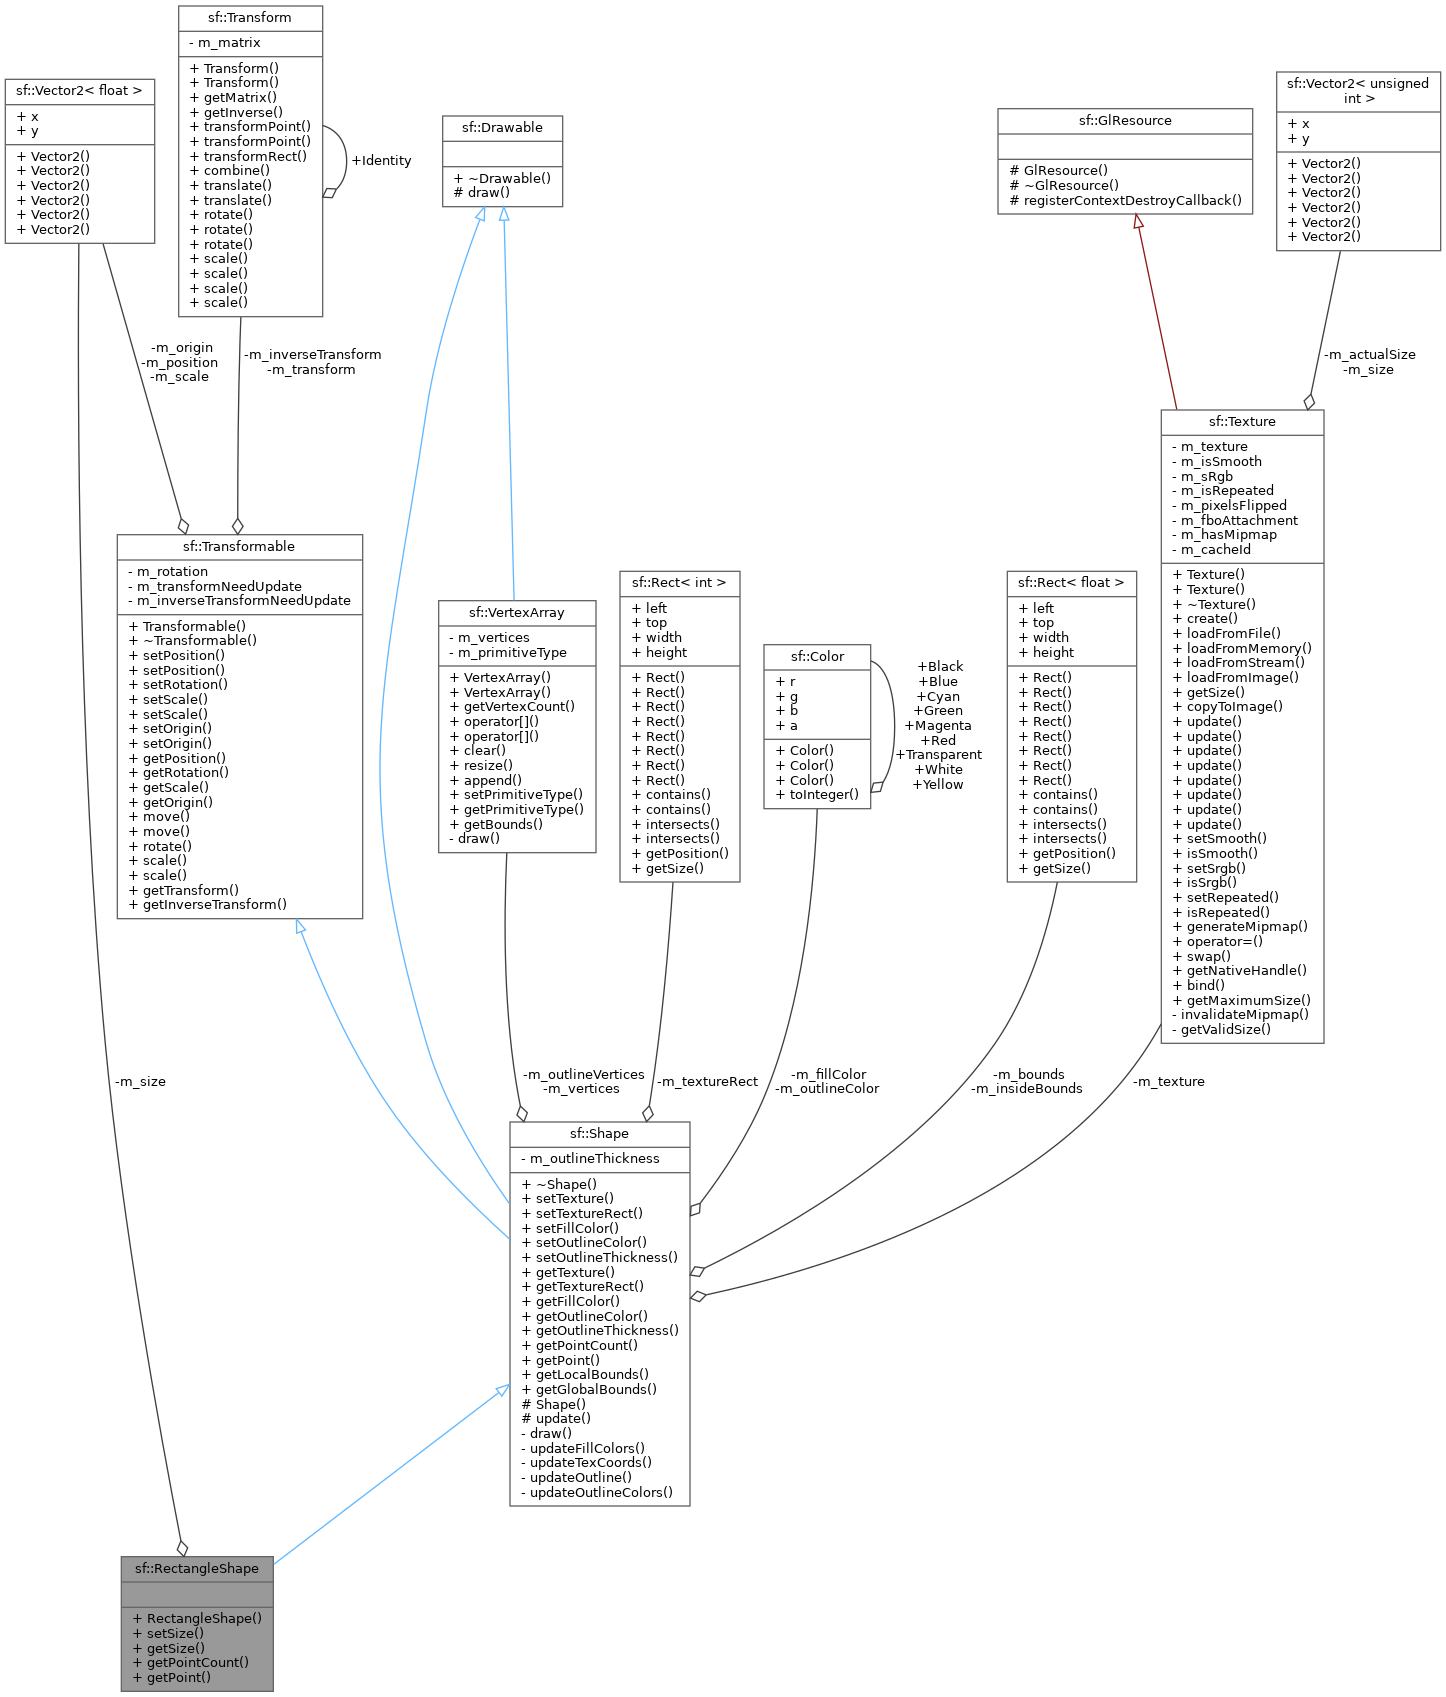 sf::Transform
- m_matrix
+ Transform()
+ Transform()
+ getMatrix()
+ getInverse()
+ transformPoint()
+ transformPoint()
+ transformRect()
+ combine()
+ translate()
+ translate()
+ rotate()
+ rotate()
+ rotate()
+ scale()
+ scale()
+ scale()
+ scale()
+Identity
sf::Vector2< float >
+ x
+ y
+ Vector2()
+ Vector2()
+ Vector2()
+ Vector2()
+ Vector2()
+ Vector2()
sf::Drawable
+ ~Drawable()
# draw()
sf::GlResource
# GlResource()
# ~GlResource()
# registerContextDestroyCallback()
sf::Vector2< unsigned
int >
+ x
+ y
+ Vector2()
+ Vector2()
+ Vector2()
+ Vector2()
+ Vector2()
+ Vector2()
-m_origin
-m_position
-m_scale
-m_inverseTransform
-m_transform
-m_actualSize
-m_size
sf::Transformable
- m_rotation
- m_transformNeedUpdate
- m_inverseTransformNeedUpdate
+ Transformable()
+ ~Transformable()
+ setPosition()
+ setPosition()
+ setRotation()
+ setScale()
+ setScale()
+ setOrigin()
+ setOrigin()
+ getPosition()
+ getRotation()
+ getScale()
+ getOrigin()
+ move()
+ move()
+ rotate()
+ scale()
+ scale()
+ getTransform()
+ getInverseTransform()
sf::VertexArray
- m_vertices
- m_primitiveType
+ VertexArray()
+ VertexArray()
+ getVertexCount()
+ operator[]()
+ operator[]()
+ clear()
+ resize()
+ append()
+ setPrimitiveType()
+ getPrimitiveType()
+ getBounds()
- draw()
sf::Rect< int >
+ left
+ top
+ width
+ height
+ Rect()
+ Rect()
+ Rect()
+ Rect()
+ Rect()
+ Rect()
+ Rect()
+ Rect()
+ contains()
+ contains()
+ intersects()
+ intersects()
+ getPosition()
+ getSize()
sf::Color
+ r
+ g
+ b
+ a
+ Color()
+ Color()
+ Color()
+ toInteger()
+Black
+Blue
+Cyan
+Green
+Magenta
+Red
+Transparent
+White
+Yellow
sf::Rect< float >
+ left
+ top
+ width
+ height
+ Rect()
+ Rect()
+ Rect()
+ Rect()
+ Rect()
+ Rect()
+ Rect()
+ Rect()
+ contains()
+ contains()
+ intersects()
+ intersects()
+ getPosition()
+ getSize()
sf::Texture
- m_texture
- m_isSmooth
- m_sRgb
- m_isRepeated
- m_pixelsFlipped
- m_fboAttachment
- m_hasMipmap
- m_cacheId
+ Texture()
+ Texture()
+ ~Texture()
+ create()
+ loadFromFile()
+ loadFromMemory()
+ loadFromStream()
+ loadFromImage()
+ getSize()
+ copyToImage()
+ update()
+ update()
+ update()
+ update()
+ update()
+ update()
+ update()
+ update()
+ setSmooth()
+ isSmooth()
+ setSrgb()
+ isSrgb()
+ setRepeated()
+ isRepeated()
+ generateMipmap()
+ operator=()
+ swap()
+ getNativeHandle()
+ bind()
+ getMaximumSize()
- invalidateMipmap()
- getValidSize()
-m_size
-m_outlineVertices
-m_vertices
-m_textureRect
-m_fillColor
-m_outlineColor
-m_bounds
-m_insideBounds
-m_texture
sf::Shape
- m_outlineThickness
+ ~Shape()
+ setTexture()
+ setTextureRect()
+ setFillColor()
+ setOutlineColor()
+ setOutlineThickness()
+ getTexture()
+ getTextureRect()
+ getFillColor()
+ getOutlineColor()
+ getOutlineThickness()
+ getPointCount()
+ getPoint()
+ getLocalBounds()
+ getGlobalBounds()
# Shape()
# update()
- draw()
- updateFillColors()
- updateTexCoords()
- updateOutline()
- updateOutlineColors()
sf::RectangleShape
+ RectangleShape()
+ setSize()
+ getSize()
+ getPointCount()
+ getPoint()